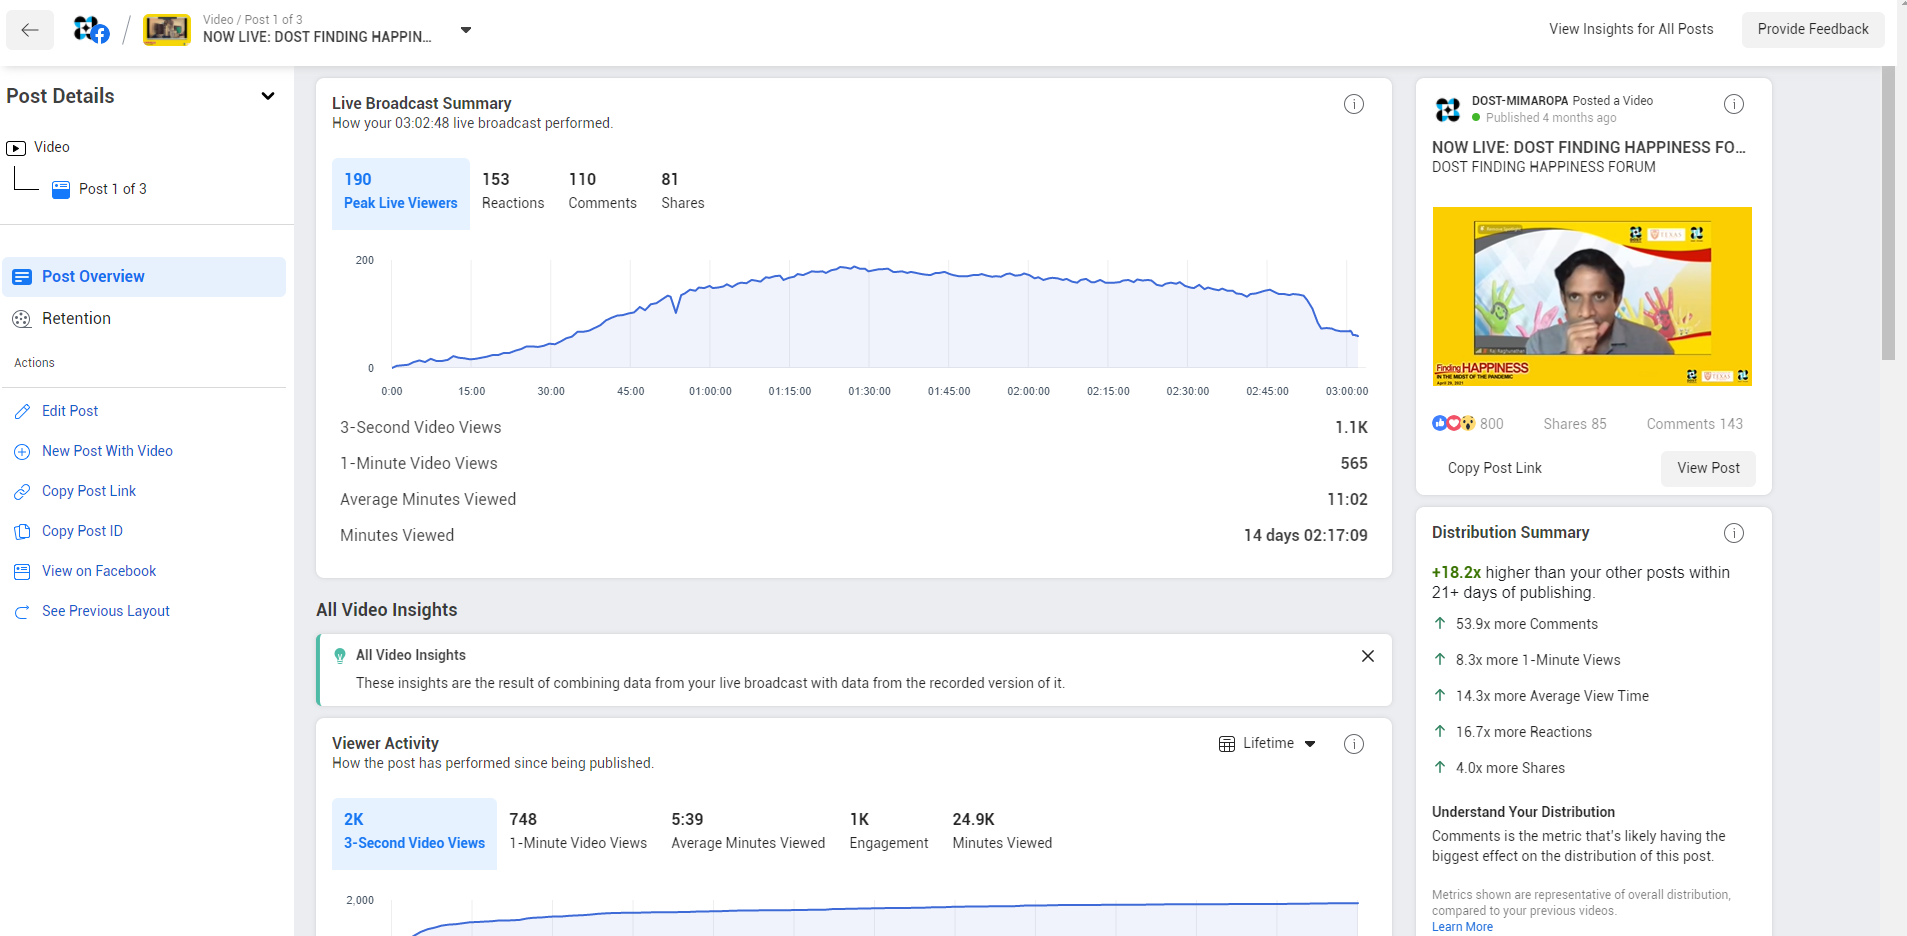 Video / Post 1 of 3
NOW LIVE: DOST FINDING HAPPIN...
View Insights for All Posts
Provide Feedback
Post Details
Video
Post 1 of 3
Post Overview
Retention
Actions
Edit Post
New Post With Video
Copy Post Link
Copy Post ID
View on Facebook
See Previous Layout
Live Broadcast Summary
How your 03:02:48 live broadcast performed.
190
Peak Live Viewers
153
Reactions
110
Comments
81
Shares
200
0
0:00 15:00 30:00 45:00 01:00:00 01:15:00 01:30:00 01:45:00 02:00:00 02:15:00 02:30:00 02:45:00 03:00:00
3-Second Video Views 1.1K
1-Minute Video Views 565
Average Minutes Viewed 11:02
Minutes Viewed 14 days 02:17:09
All Video Insights
All Video Insights
These insights are the result of combining data from your live broadcast with data from the recorded version of it.
Viewer Activity
How the post has performed since being published.
Lifetime
2K
3-Second Video Views
748
1-Minute Video Views
5:39
Average Minutes Viewed
1K
Engagement
24.9K
Minutes Viewed
2,000
DOST-MIMAROPA Posted a Video
Published 4 months ago
NOW LIVE: DOST FINDING HAPPINESS FO...
DOST FINDING HAPPINESS FORUM
TEXAS
Raj Raghunathan
Finding HAPPINESS
IN THE MIDST OF THE PANDEMIC
April 29, 2021
TEXAS
800
Shares 85
Comments 143
Copy Post Link
View Post
Distribution Summary
+18.2x higher than your other posts within
21+ days of publishing.
53.9x more Comments
8.3x more 1-Minute Views
14.3x more Average View Time
16.7x more Reactions
4.0x more Shares
Understand Your Distribution
Comments is the metric that's likely having the
biggest effect on the distribution of this post.
Metrics shown are representative of overall distribution,
compared to your previous videos.
Learn More